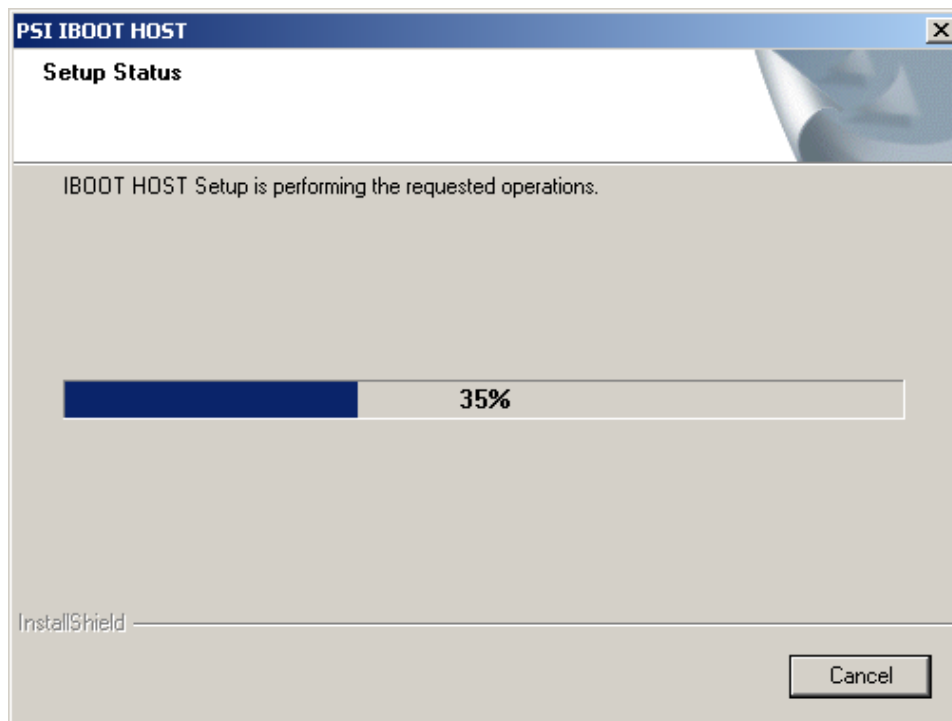 PSI IBOOT HOST
Setup Status
IBOOT HOST Setup is performing the requested operations.
35%
InstallShield
Cancel